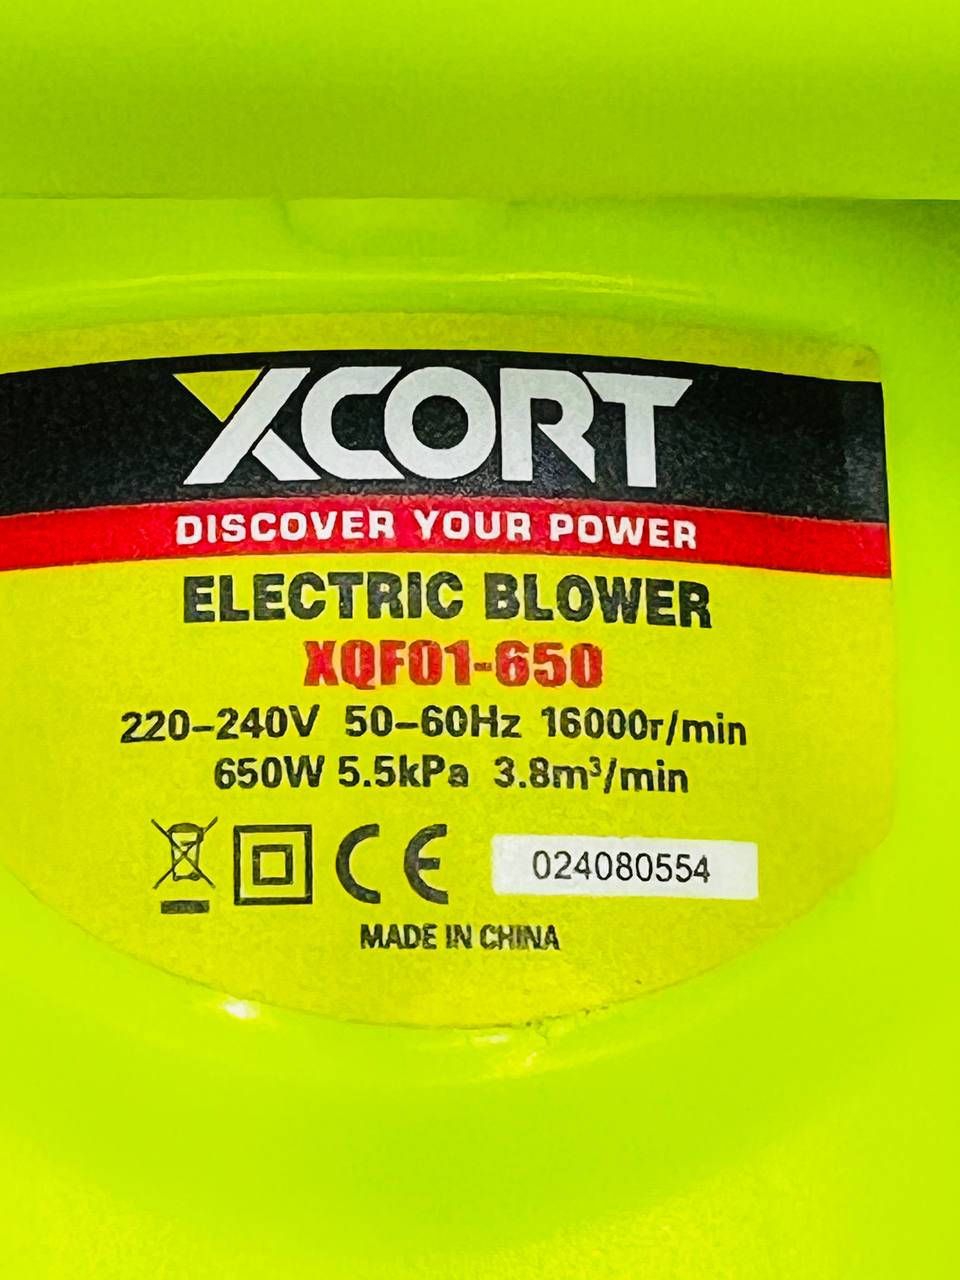 XCORT
DISCOVER YOUR POWER
ELECTRIC BLOWER
XQF01-650
220-240V 50-60Hz 16000r/min
650W 5.5kPa 3.8m³/min
CE 024080554
MADE IN CHINA